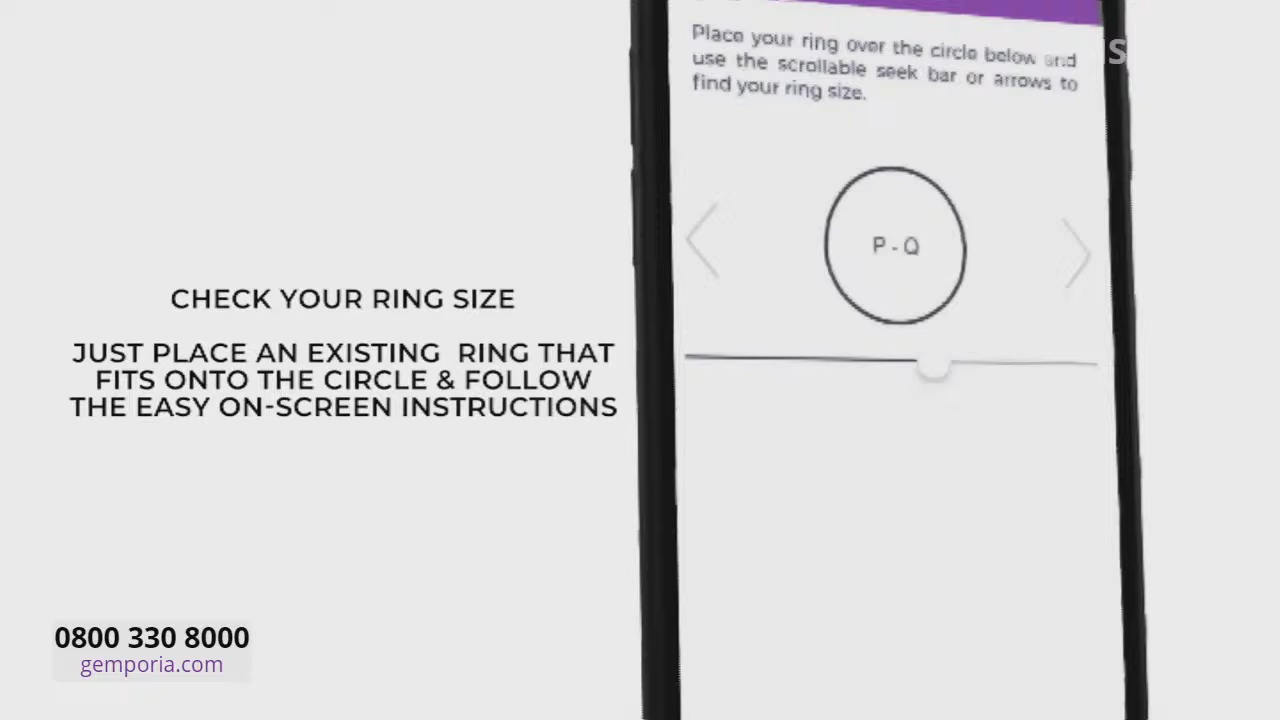 Place your ring over the circle below and
use the scrollable seek bar or arrows to
find your ring size.
P - Q
CHECK YOUR RING SIZE
JUST PLACE AN EXISTING RING THAT
FITS ONTO THE CIRCLE & FOLLOW
THE EASY ON-SCREEN INSTRUCTIONS
0800 330 8000
gemporia.com